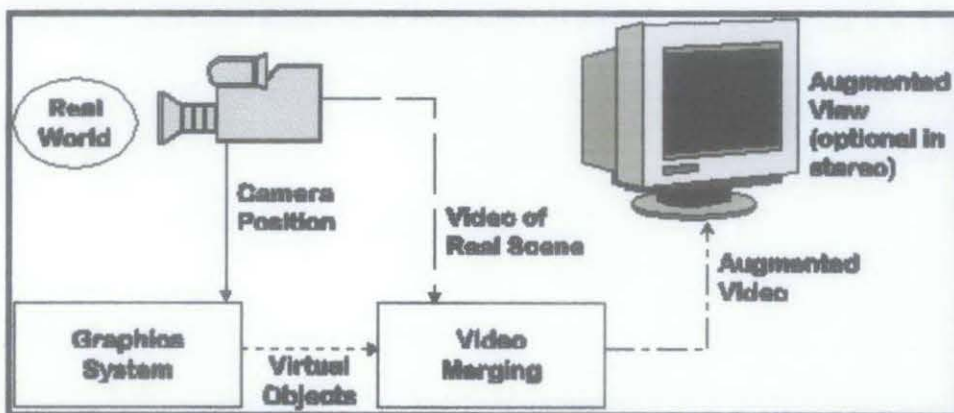 Real
World
Camera
Position
Video of
Real Scene
Augmented
View
(optional in
stereo)
Augmented
Video
Graphics
System
Virtual
Objects
Video
Merging